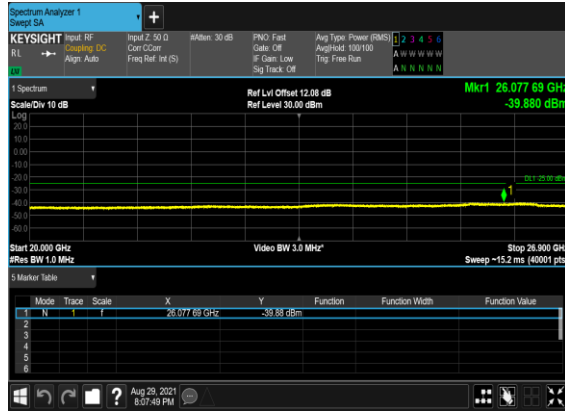 Spectrum Analyzer 1
Swept SA
+
KEYSIGHT Input: RF Input Z: 50 Ω #Atten: 30 dB PNO: Fast Avg Type: Power (RMS) 1 2 3 4 5 6
RL Coupling: DC Corr CCorr Gate: Off Avg|Hold: 100/100 A W W W W W
Align: Auto Freq Ref: Int (S) IF Gain: Low Trig: Free Run
Sig Track: Off A N N N N N
1 Spectrum Ref Lvl Offset 12.08 dB Mkr1 26.077 69 GHz
Scale/Div 10 dB Ref Level 30.00 dBm -39.880 dBm
Log
20.0
10.0
0.00
-10.0
-20.0
DL1 -25.00 dBm
-30.0
1
-40.0
-50.0
-60.0
Start 20.000 GHz Video BW 3.0 MHz* Stop 26.900 GHz
#Res BW 1.0 MHz Sweep ~15.2 ms (40001 pts)
5 Marker Table
Mode Trace Scale X Y Function Function Width Function Value
1 N 1 f 26.077 69 GHz -39.88 dBm
2
3
4
5
6
? Aug 29, 2021
8:07:49 PM